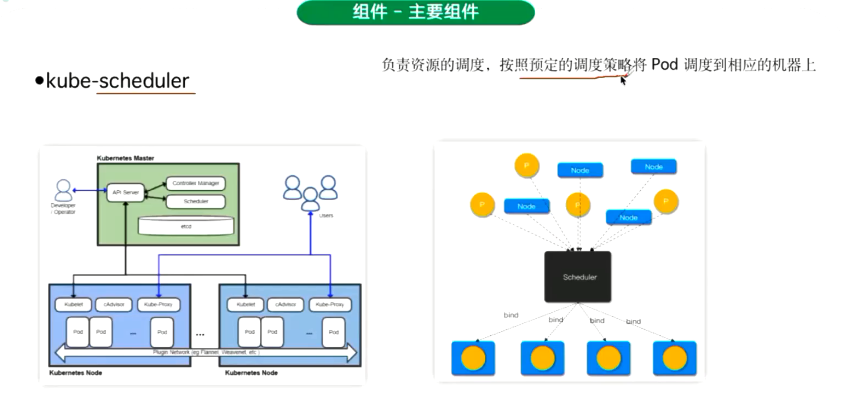 组件 - 主要组件
负责资源的调度，按照预定的调度策略将 Pod 调度到相应的机器上
•kube-scheduler
Kubernetes Master
API Server
Controller Manager
Scheduler
etcd
Developer
/ Operator
Users
Kubelet
cAdvisor
Kube-Proxy
Kubelet
cAdvisor
Kube-Proxy
Pod
Pod
...
Pod
...
Pod
Pod
...
Pod
Plugin Network (eg Flannel, Weavenet, etc )
Kubernetes Node
Kubernetes Node
P
Node
Node
P
Node
P
Node
P
Scheduler
bind
bind
bind
bind